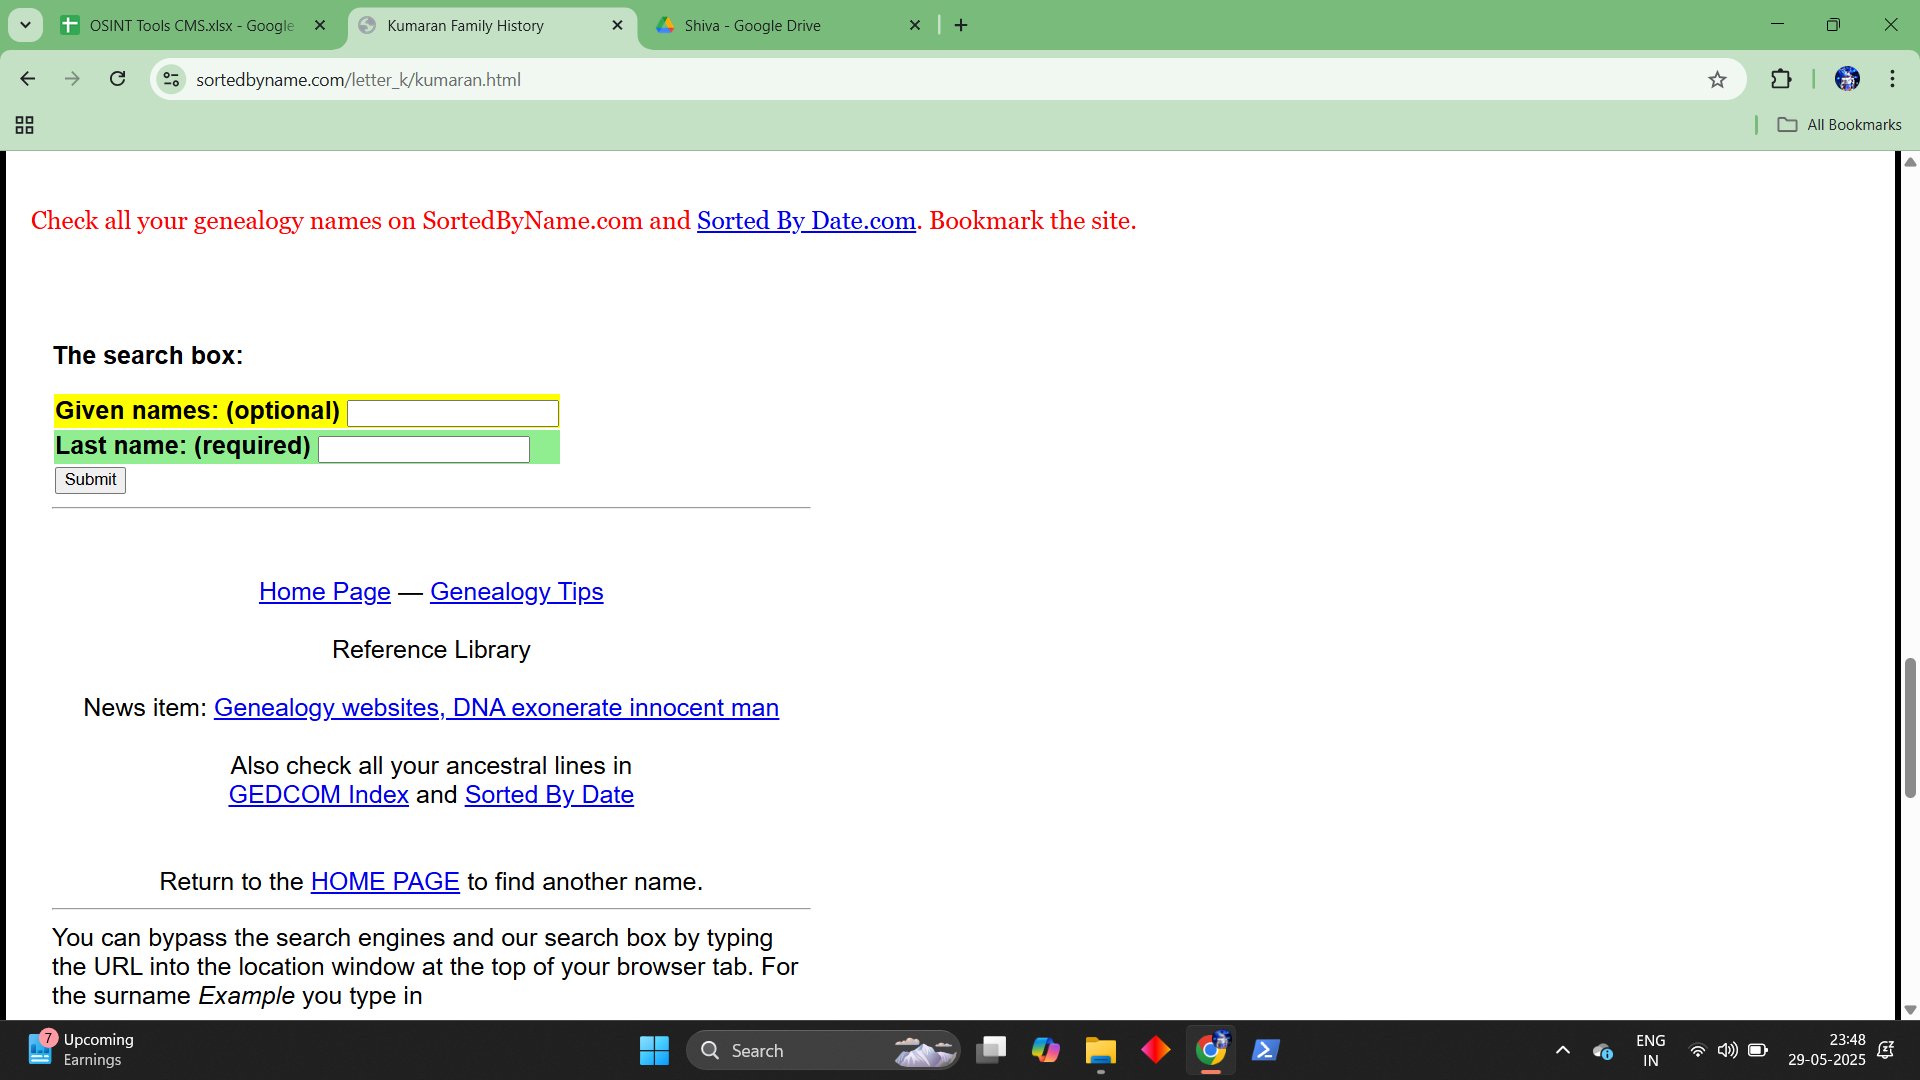 OSINT Tools CMS.xlsx - Google
Kumaran Family History
Shiva - Google Drive
sortedbyname.com/letter_k/kumaran.html
All Bookmarks
Check all your genealogy names on SortedByName.com and Sorted By Date.com. Bookmark the site.
The search box:
Given names: (optional)
Last name: (required)
Submit
Home Page — Genealogy Tips
Reference Library
News item: Genealogy websites, DNA exonerate innocent man
Also check all your ancestral lines in
GEDCOM Index and Sorted By Date
Return to the HOME PAGE to find another name.
You can bypass the search engines and our search box by typing
the URL into the location window at the top of your browser tab. For
the surname Example you type in
7
Upcoming
Earnings
Search
ENG
IN
23:48
29-05-2025